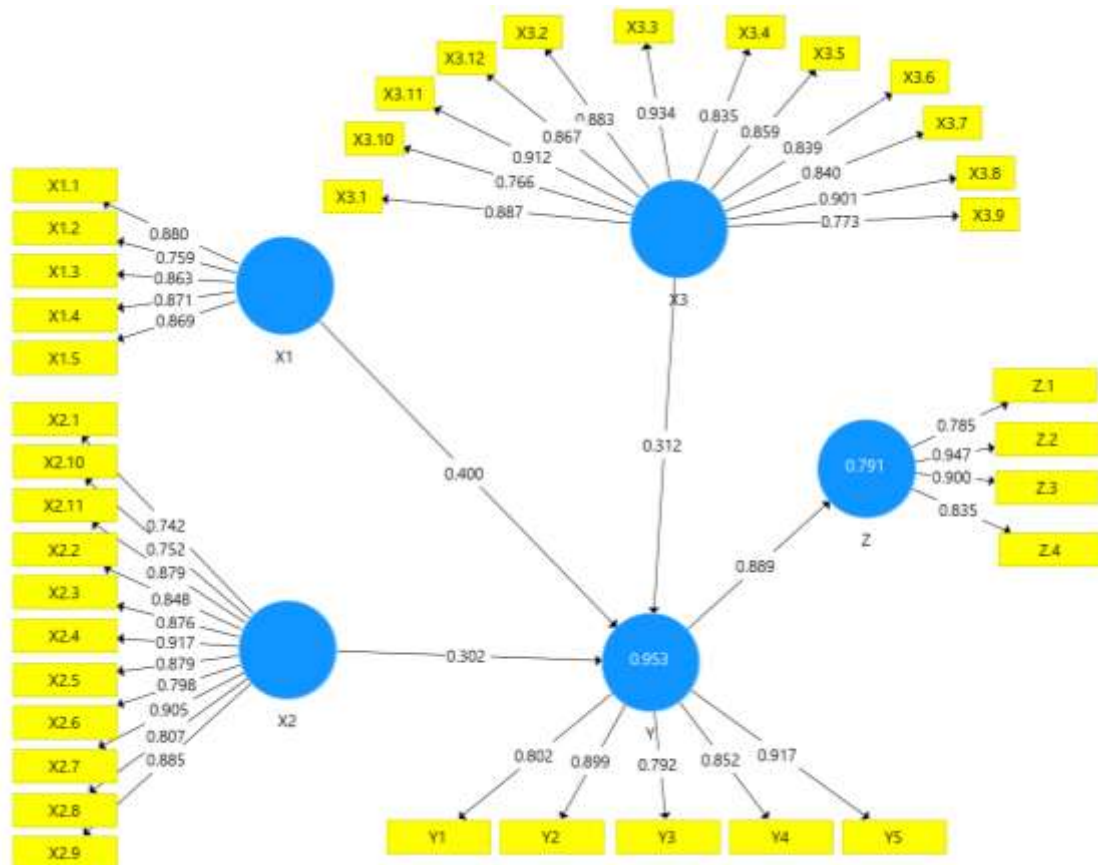 X3.3
X3.2
X3.4
X3.12
X3.5
X3.11
X3.6
X3.10
X3.7
X3.1
X3.8
X3.9
0.887
0.766
0.912
0.867
0.883
0.934
0.835
0.859
0.839
0.840
0.901
0.773
X3
X1.1
X1.2
X1.3
X1.4
X1.5
0.880
0.759
0.863
0.871
0.869
X1
0.400
0.312
X2.1
X2.10
X2.11
X2.2
X2.3
X2.4
X2.5
X2.6
X2.7
X2.8
X2.9
0.742
0.752
0.879
0.848
0.876
0.917
0.879
0.798
0.905
0.807
0.885
X2
0.302
0.953
Y
0.889
0.791
Z
0.785
0.947
0.900
0.835
Z.1
Z.2
Z.3
Z.4
0.802
0.899
0.792
0.852
0.917
Y1
Y2
Y3
Y4
Y5